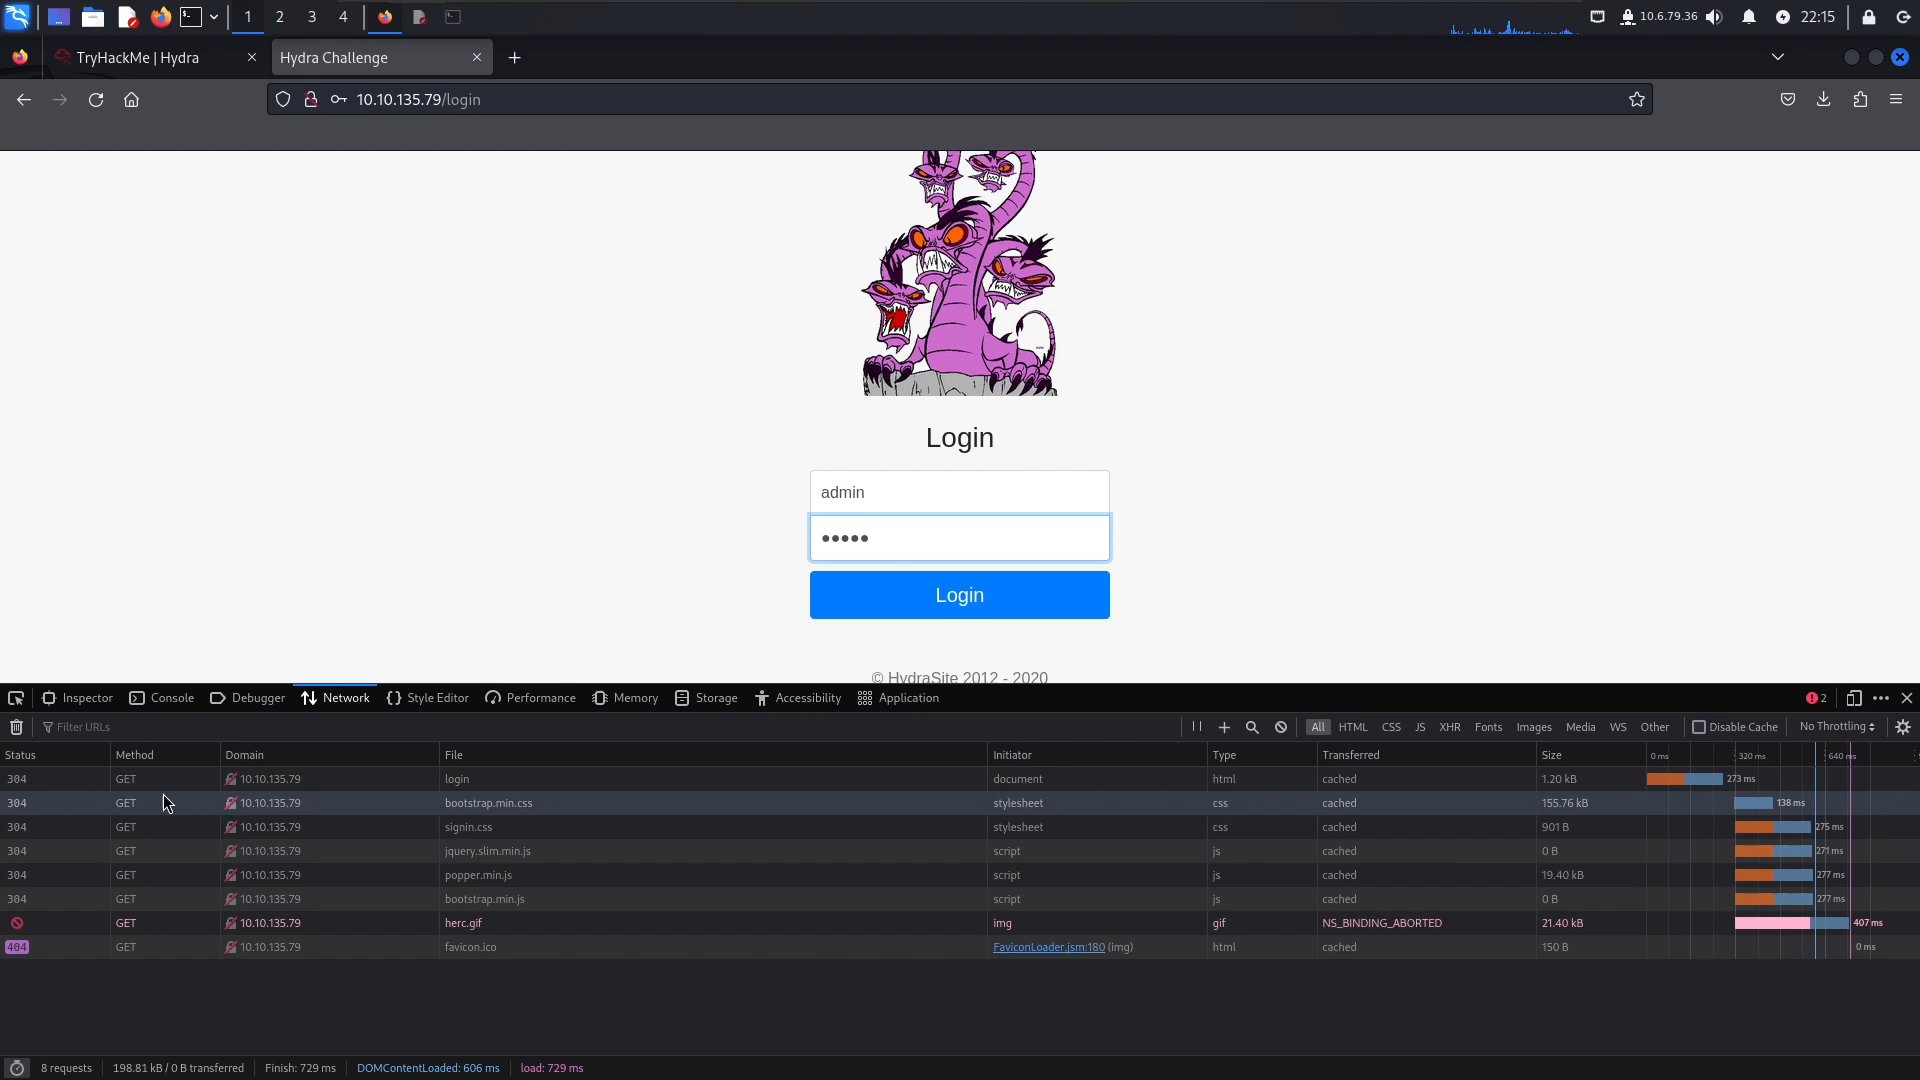 1 2 3 4 10.6.79.36 22:15
TryHackMe | Hydra Hydra Challenge
10.10.135.79/login
Login
admin
•••••
Login
© HydraSite 2012 - 2020
Inspector Console Debugger Network Style Editor Performance Memory Storage Accessibility Application 2
Filter URLs All HTML CSS JS XHR Fonts Images Media WS Other Disable Cache No Throttling
Status Method Domain File Initiator Type Transferred Size 0 ms 320 ms 640 ms
304 GET 10.10.135.79 login document html cached 1.20 kB 273 ms
304 GET 10.10.135.79 bootstrap.min.css stylesheet css cached 155.76 kB 138 ms
304 GET 10.10.135.79 signin.css stylesheet css cached 901 B 275 ms
304 GET 10.10.135.79 jquery.slim.min.js script js cached 0 B 271 ms
304 GET 10.10.135.79 popper.min.js script js cached 19.40 kB 277 ms
304 GET 10.10.135.79 bootstrap.min.js script js cached 0 B 277 ms
GET 10.10.135.79 herc.gif img gif NS_BINDING_ABORTED 21.40 kB 407 ms
404 GET 10.10.135.79 favicon.ico FaviconLoader.jsm:180 (img) html cached 150 B 0 ms
8 requests 198.81 kB / 0 B transferred Finish: 729 ms DOMContentLoaded: 606 ms load: 729 ms